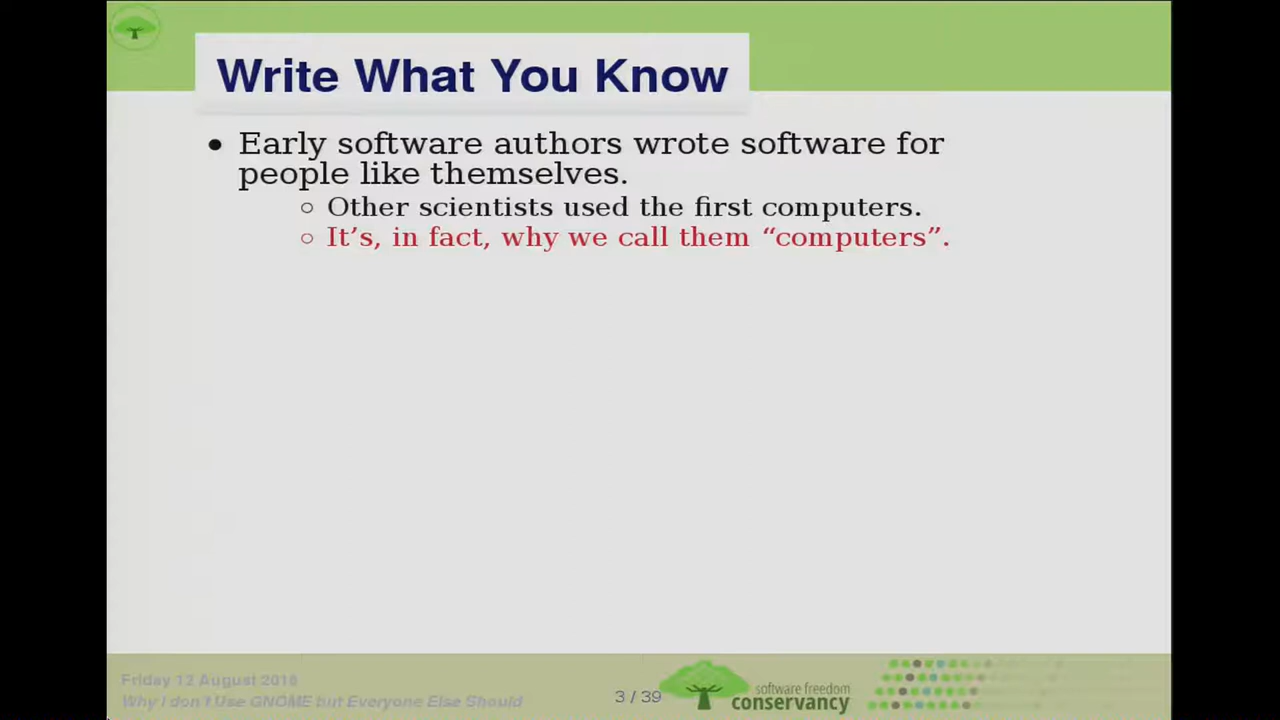 Write What You Know
• Early software authors wrote software for
people like themselves.
○ Other scientists used the first computers.
○ It’s, in fact, why we call them “computers”.
Friday 12 August 2016
Why I don't Use GNOME but Everyone Else Should
3 / 39
software freedom
conservancy